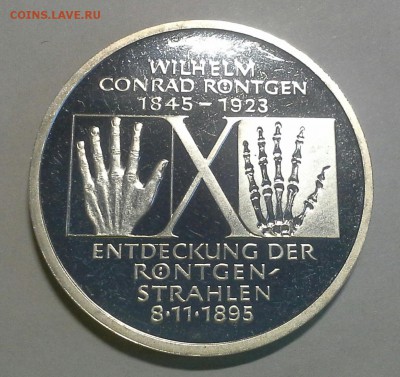 COINS.LAVE.RU
WILHELM
CONRAD RÖNTGEN
1845-1923
X
ENTDECKUNG DER
RÖNTGEN-
STRAHLEN
8·11·1895